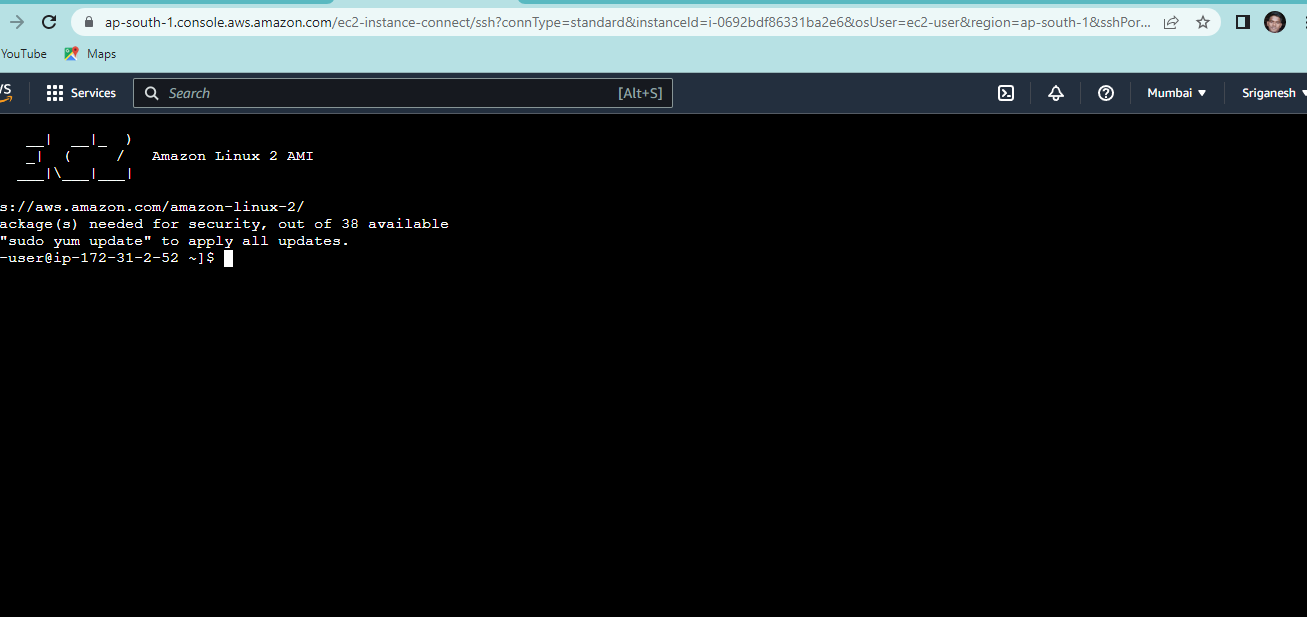 ap-south-1.console.aws.amazon.com/ec2-instance-connect/ssh?connType=standard&instanceId=i-0692bdf86331ba2e6&osUser=ec2-user&region=ap-south-1&sshPor...
YouTube Maps
Services Search [Alt+S] Mumbai Sriganesh
__|  __|_  )
_|  (     /   Amazon Linux 2 AMI
___|\___|___|
s://aws.amazon.com/amazon-linux-2/
ackage(s) needed for security, out of 38 available
"sudo yum update" to apply all updates.
-user@ip-172-31-2-52 ~]$